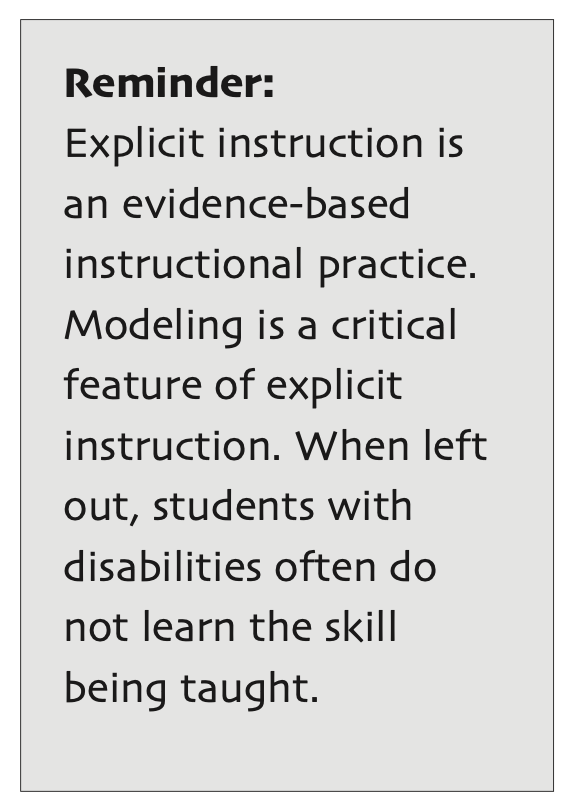 Reminder:
Explicit instruction is
an evidence-based
instructional practice.
Modeling is a critical
feature of explicit
instruction. When left
out, students with
disabilities often do
not learn the skill
being taught.